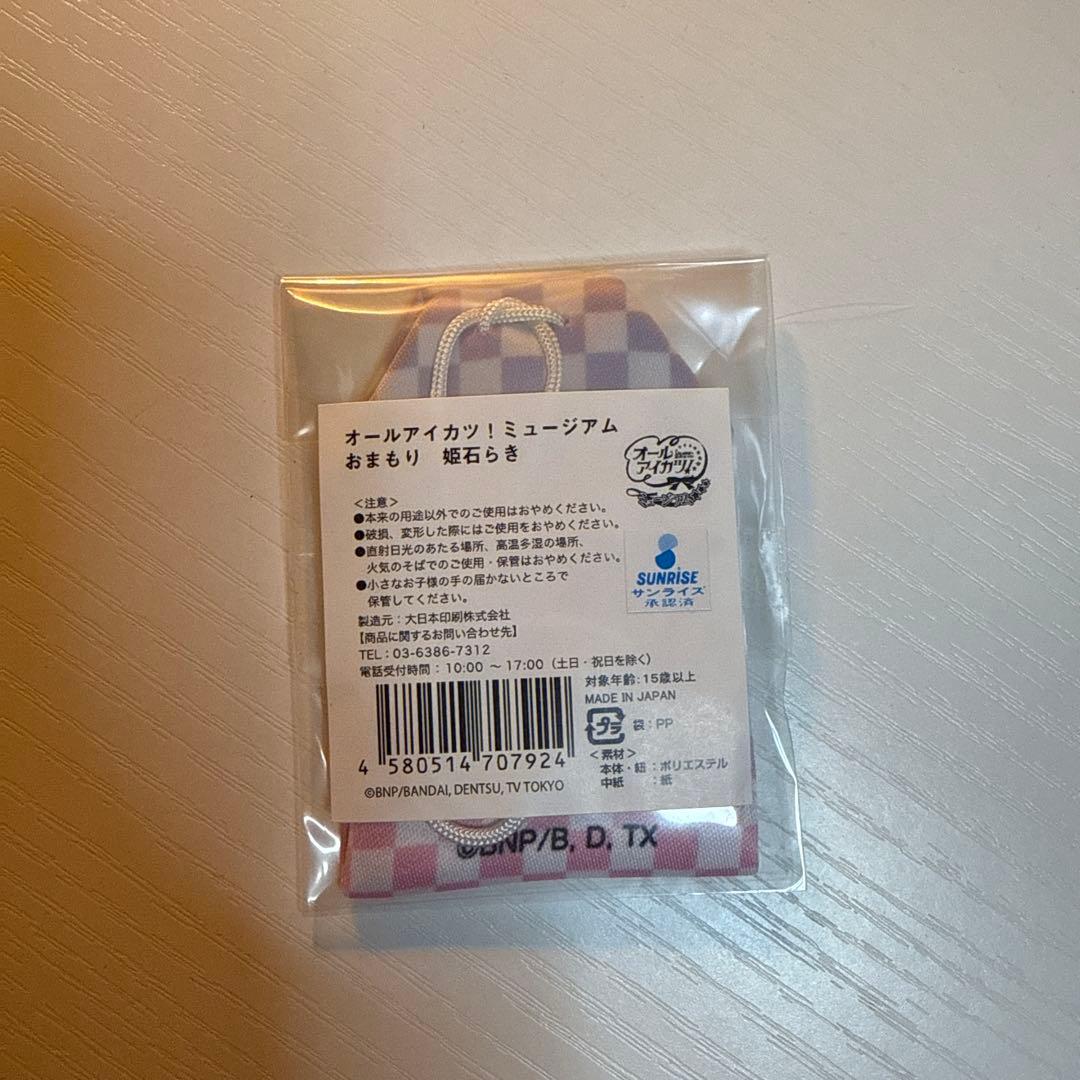 オールアイカツ！ミュージアム
おまもり　姫石らき
オール
アイカツ!
ミュージアム
＜注意＞
●本来の用途以外でのご使用はおやめください。
●破損、変形した際にはご使用をおやめください。
●直射日光のあたる場所、高温多湿の場所、
火気のそばでのご使用・保管はおやめください。
●小さなお子様の手の届かないところで
保管してください。
SUNRISE
サンライズ
承認済
製造元：大日本印刷株式会社
【商品に関するお問い合わせ先】
TEL：03-6386-7312
電話受付時間：10:00 ～ 17:00（土日・祝日を除く）
対象年齢：15歳以上
MADE IN JAPAN
プラ 袋：PP
＜素材＞
本体・紐：ポリエステル
中紙　：紙
4 580514 707924
©BNP/BANDAI, DENTSU, TV TOKYO
©BNP/B, D, TX